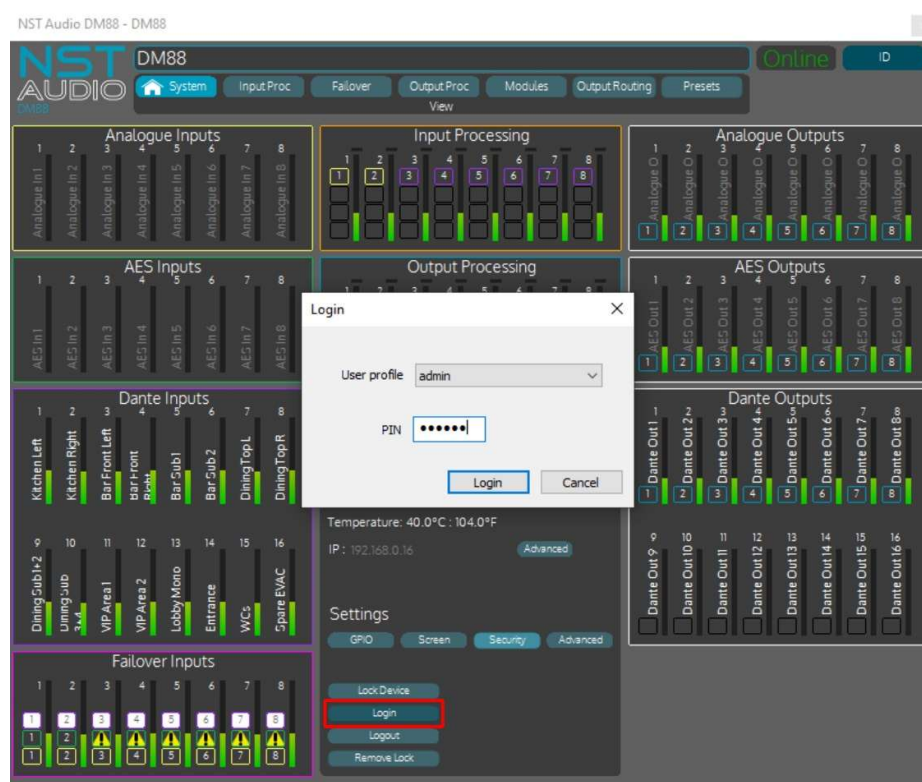 NST Audio DM88 - DM88
NST AUDIO
DM88
DM88
Online
ID
System
Input Proc
Failover
Output Proc
Modules
Output Routing
Presets
View
Analogue Inputs
1 2 3 4 5 6 7 8
Analogue In 1
Analogue In 2
Analogue In 3
Analogue In 4
Analogue In 5
Analogue In 6
Analogue In 7
Analogue In 8
Input Processing
1 2 3 4 5 6 7 8
1 2 3 4 5 6 7 8
Analogue Outputs
1 2 3 4 5 6 7 8
Analogue O
Analogue O
Analogue O
Analogue O
Analogue O
Analogue O
Analogue O
Analogue O
1 2 3 4 5 6 7 8
AES Inputs
1 2 3 4 5 6 7 8
AES In 1
AES In 2
AES In 3
AES In 4
AES In 5
AES In 6
AES In 7
AES In 8
Output Processing
AES Outputs
1 2 3 4 5 6 7 8
AES Out 1
AES Out 2
AES Out 3
AES Out 4
AES Out 5
AES Out 6
AES Out 7
AES Out 8
1 2 3 4 5 6 7 8
Login
User profile
admin
PIN
Login
Cancel
Dante Inputs
1 2 3 4 5 6 7 8
Kitchen Left
Kitchen Right
Bar Front Left
Bar Front
Right
Bar Sub1
Bar Sub 2
Dining Top L
Dining Top R
9 10 11 12 13 14 15 16
Dining Sub 1+2
Dining Sub
3+4
VIP Area 1
VIP Area 2
Lobby Mono
Entrance
WCs
Spare EVAC
Dante Outputs
1 2 3 4 5 6 7 8
Dante Out 1
Dante Out 2
Dante Out 3
Dante Out 4
Dante Out 5
Dante Out 6
Dante Out 7
Dante Out 8
1 2 3 4 5 6 7 8
9 10 11 12 13 14 15 16
Dante Out 9
Dante Out 10
Dante Out 11
Dante Out 12
Dante Out 13
Dante Out 14
Dante Out 15
Dante Out 16
Temperature: 40.0°C : 104.0°F
IP : 192.168.0.16
Advanced
Settings
GPIO
Screen
Security
Advanced
Lock Device
Login
Logout
Remove Lock
Failover Inputs
1 2 3 4 5 6 7 8
1 2 3 4 5 6 7 8
1 2
1 2 3 4 5 6 7 8